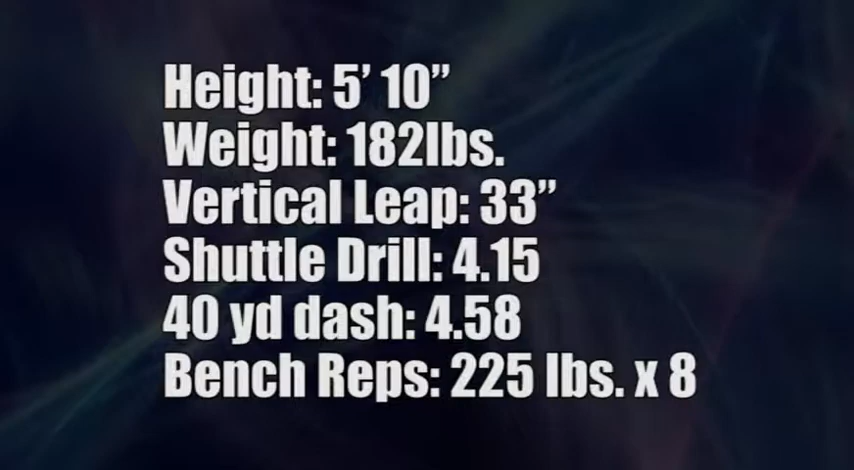 Height: 5’ 10”
Weight: 182lbs.
Vertical Leap: 33”
Shuttle Drill: 4.15
40 yd dash: 4.58
Bench Reps: 225 lbs. x 8